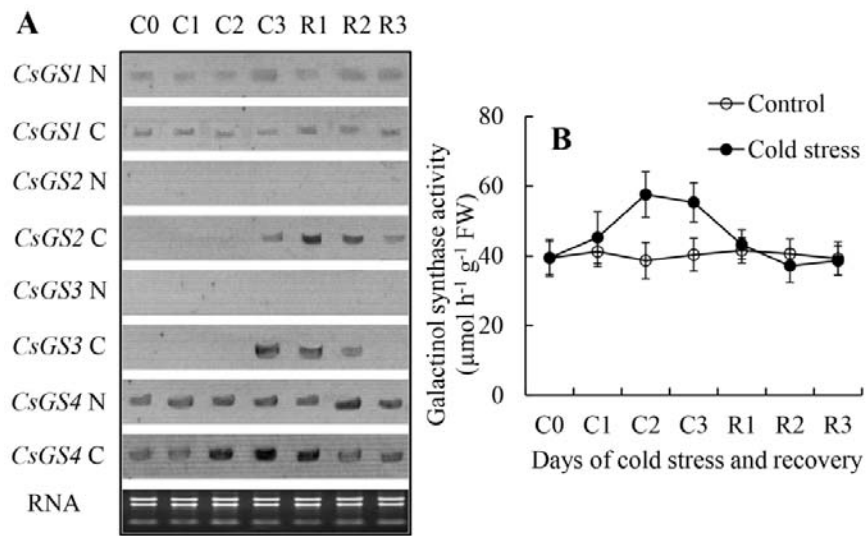 A
C0 C1 C2 C3 R1 R2 R3
CsGS1 N
CsGS1 C
CsGS2 N
CsGS2 C
CsGS3 N
CsGS3 C
CsGS4 N
CsGS4 C
RNA
B
Control
Cold stress
Galactinol synthase activity
(μmol h-1 g-1 FW)
80
60
40
20
0
C0 C1 C2 C3 R1 R2 R3
Days of cold stress and recovery